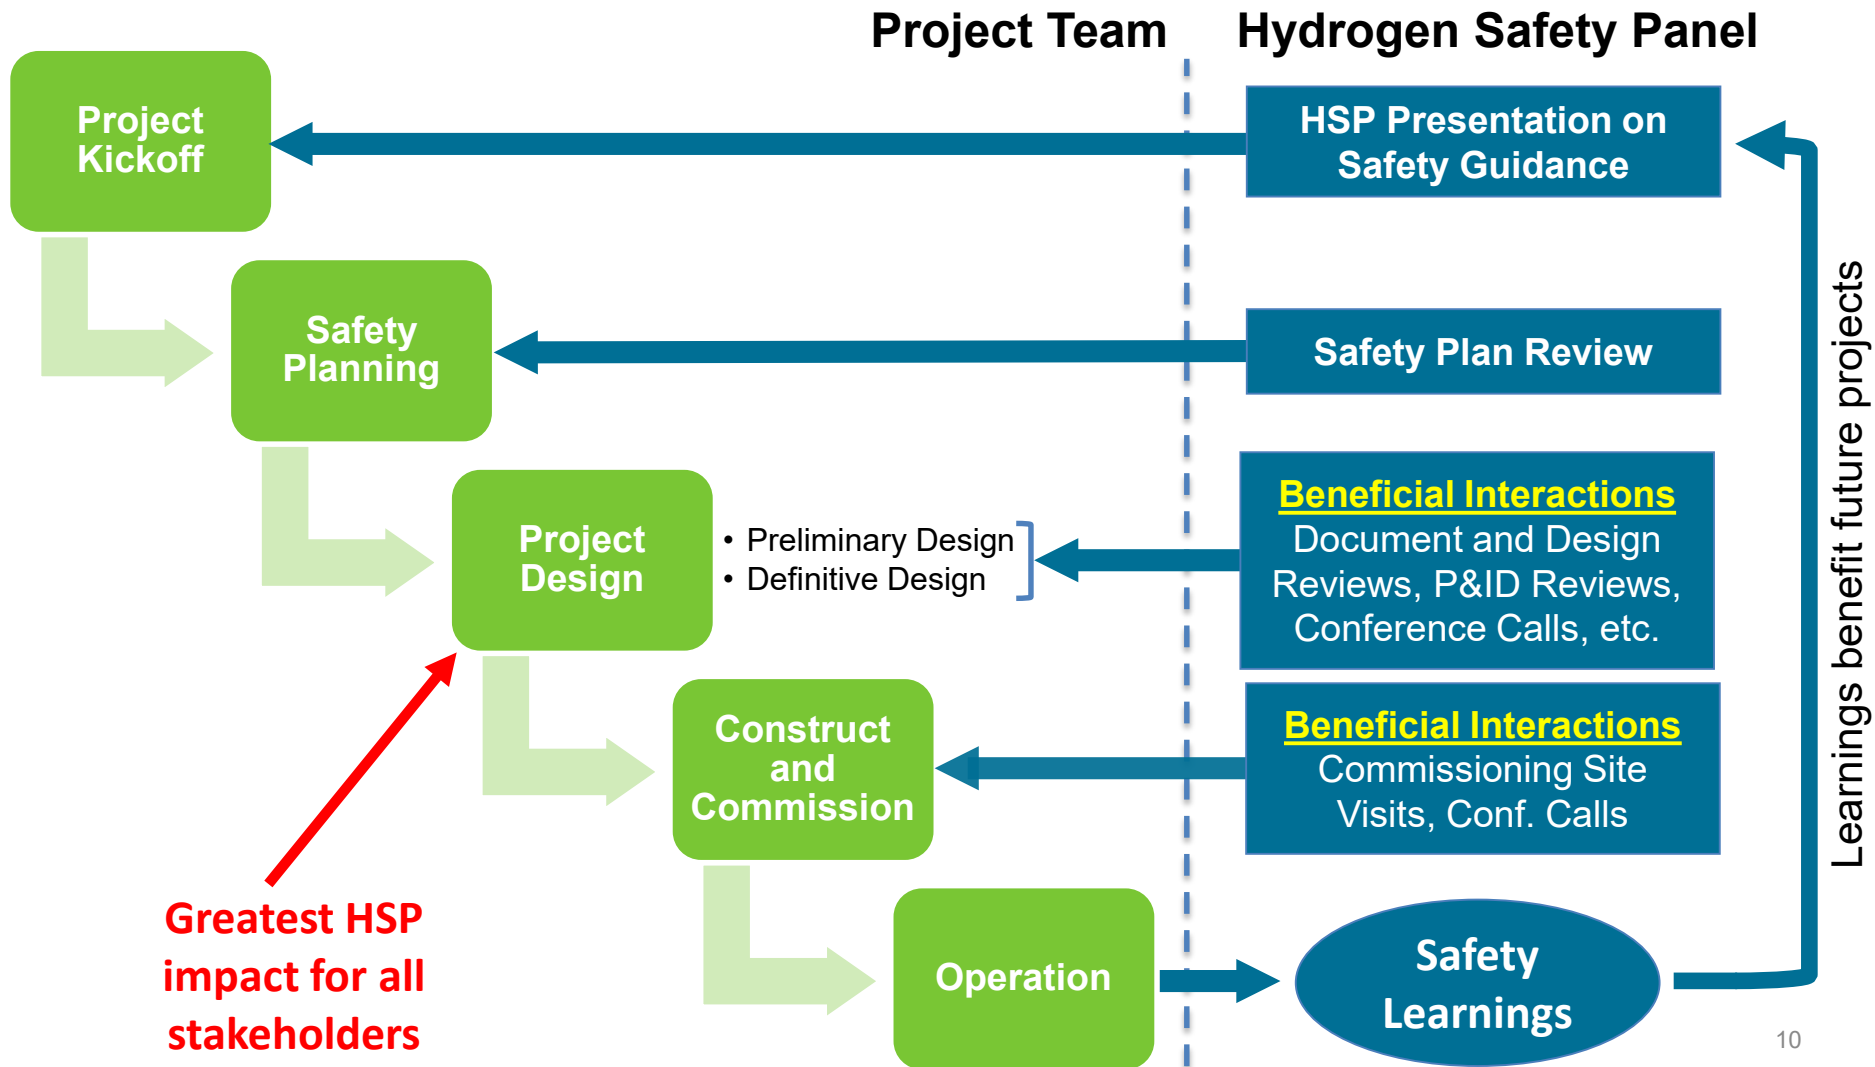 Project Team
Hydrogen Safety Panel
Project
Kickoff
HSP Presentation on
Safety Guidance
Safety
Planning
Safety Plan Review
Project
Design
• Preliminary Design
• Definitive Design
Beneficial Interactions
Document and Design
Reviews, P&ID Reviews,
Conference Calls, etc.
Construct
and
Commission
Beneficial Interactions
Commissioning Site
Visits, Conf. Calls
Greatest HSP
impact for all
stakeholders
Operation
Safety
Learnings
Learnings benefit future projects
10